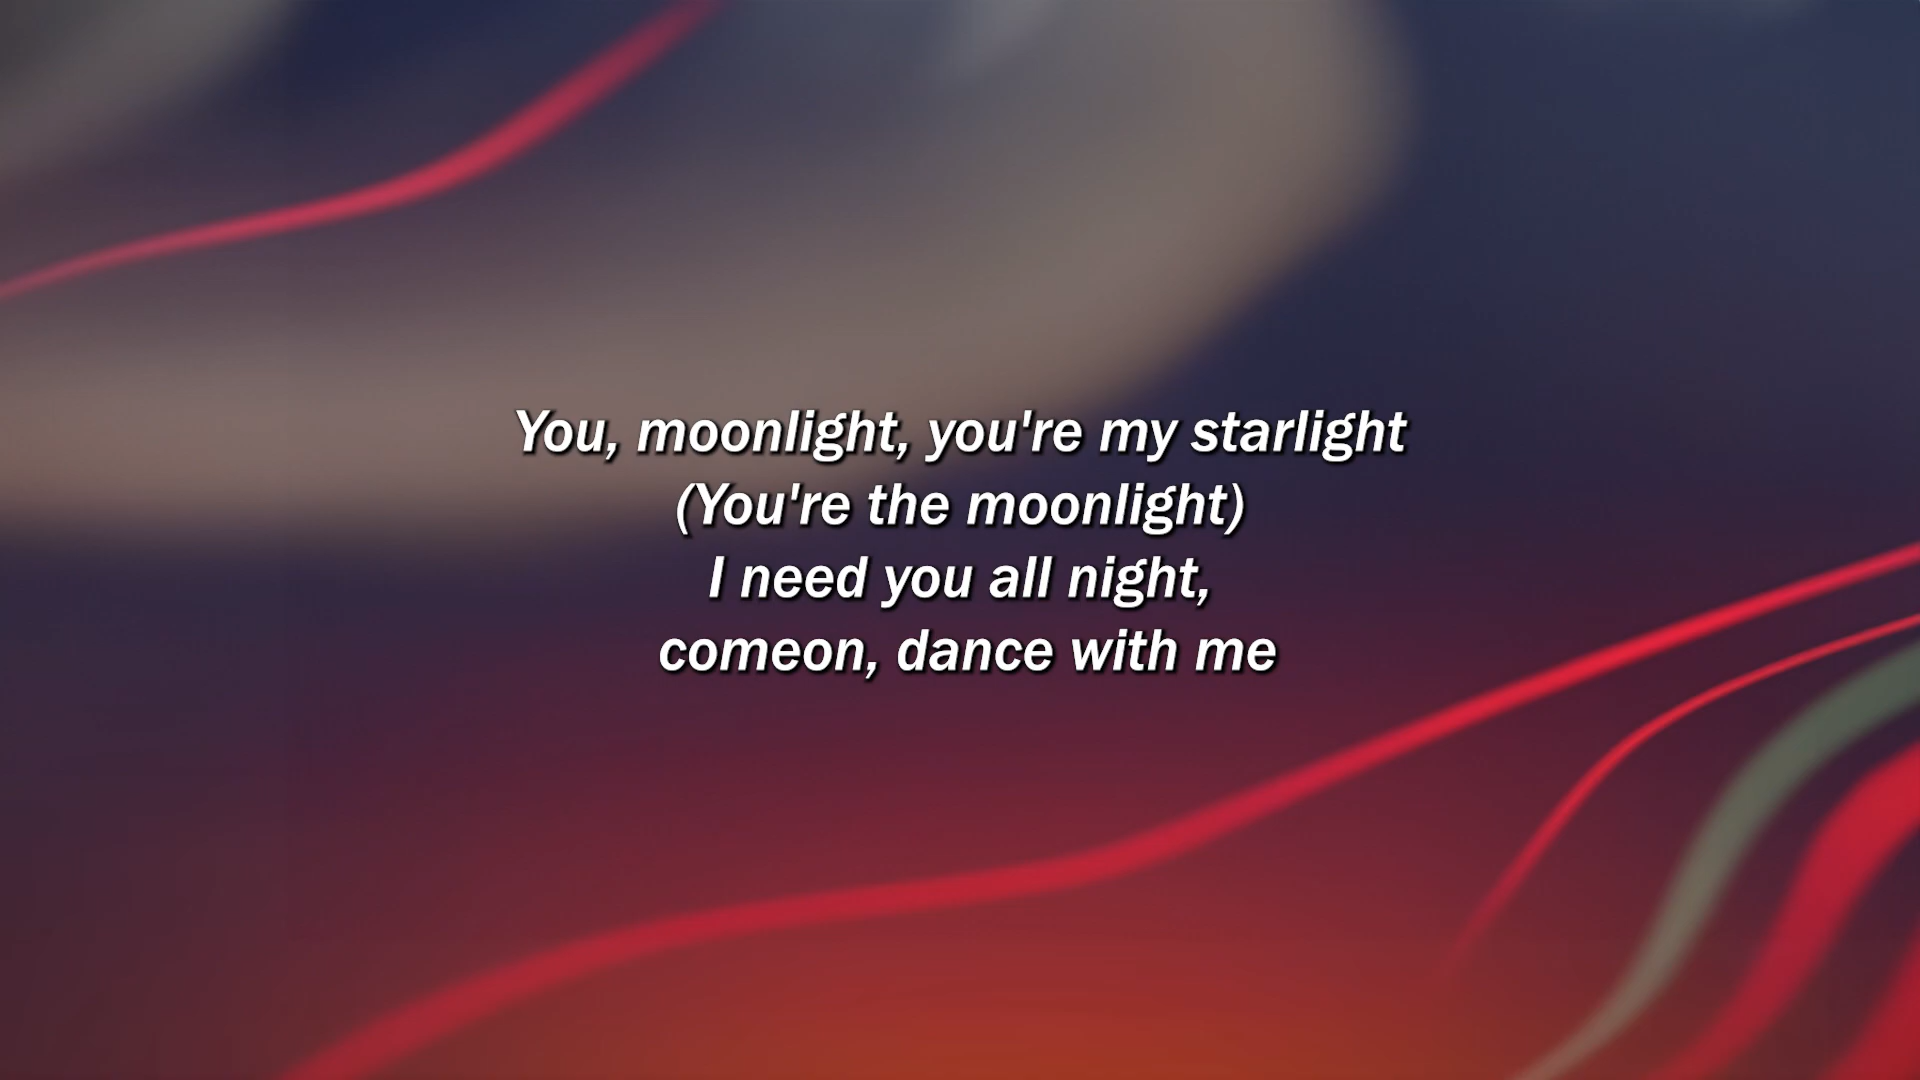 You, moonlight, you're my starlight
(You're the moonlight)
I need you all night,
comeon, dance with me